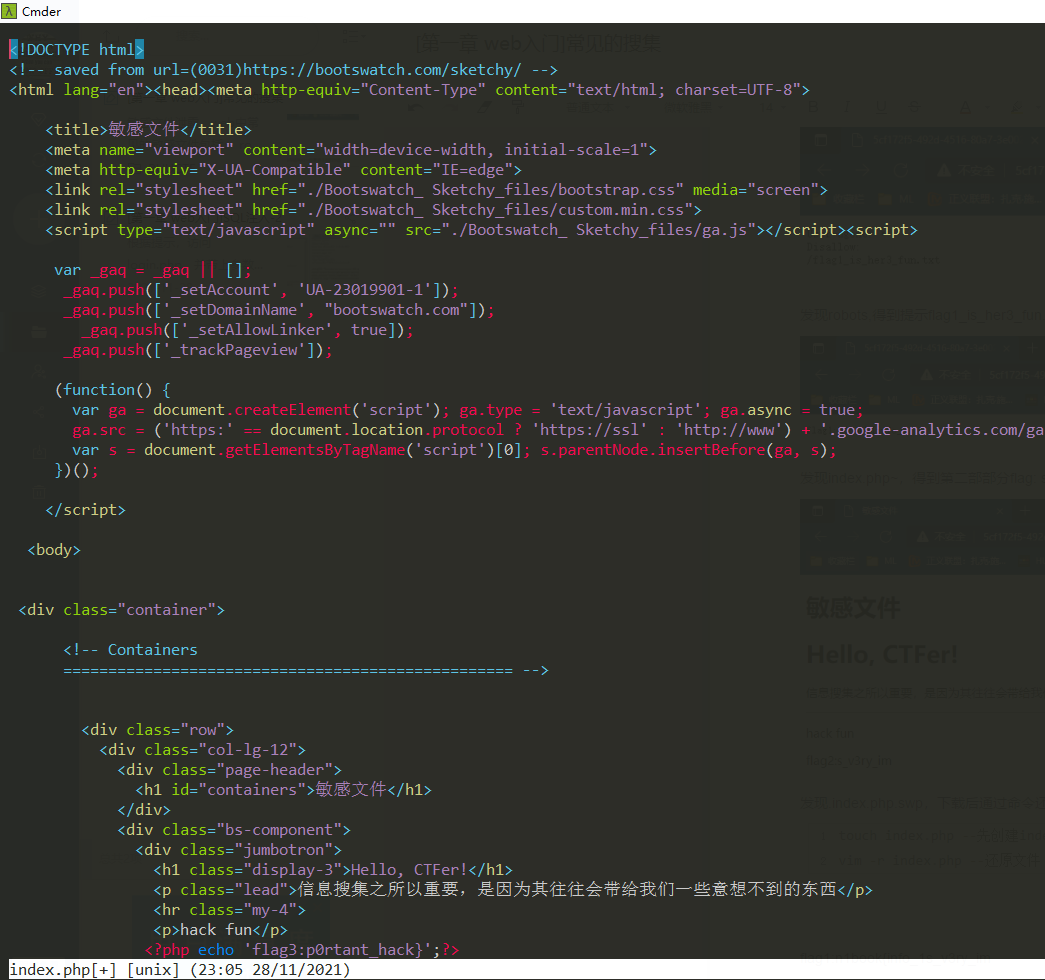 Cmder
<!DOCTYPE html>
<!-- saved from url=(0031)https://bootswatch.com/sketchy/ -->
<html lang="en"><head><meta http-equiv="Content-Type" content="text/html; charset=UTF-8">
<title>敏感文件</title>
<meta name="viewport" content="width=device-width, initial-scale=1">
<meta http-equiv="X-UA-Compatible" content="IE=edge">
<link rel="stylesheet" href="./Bootswatch_ Sketchy_files/bootstrap.css" media="screen">
<link rel="stylesheet" href="./Bootswatch_ Sketchy_files/custom.min.css">
<script type="text/javascript" async="" src="./Bootswatch_ Sketchy_files/ga.js"></script><script>
var _gaq = _gaq || [];
_gaq.push(['_setAccount', 'UA-23019901-1']);
_gaq.push(['_setDomainName', "bootswatch.com"]);
_gaq.push(['_setAllowLinker', true]);
_gaq.push(['_trackPageview']);
(function() {
var ga = document.createElement('script'); ga.type = 'text/javascript'; ga.async = true;
ga.src = ('https:' == document.location.protocol ? 'https://ssl' : 'http://www') + '.google-analytics.com/ga
var s = document.getElementsByTagName('script')[0]; s.parentNode.insertBefore(ga, s);
})();
</script>
<body>
<div class="container">
<!-- Containers
================================================== -->
<div class="row">
<div class="col-lg-12">
<div class="page-header">
<h1 id="containers">敏感文件</h1>
</div>
<div class="bs-component">
<div class="jumbotron">
<h1 class="display-3">Hello, CTFer!</h1>
<p class="lead">信息搜集之所以重要，是因为其往往会带给我们一些意想不到的东西</p>
<hr class="my-4">
<p>hack fun</p>
<?php echo 'flag3:p0rtant_hack}';?>
index.php[+] [unix] (23:05 28/11/2021)
敏感文件
Hello, CTFer!